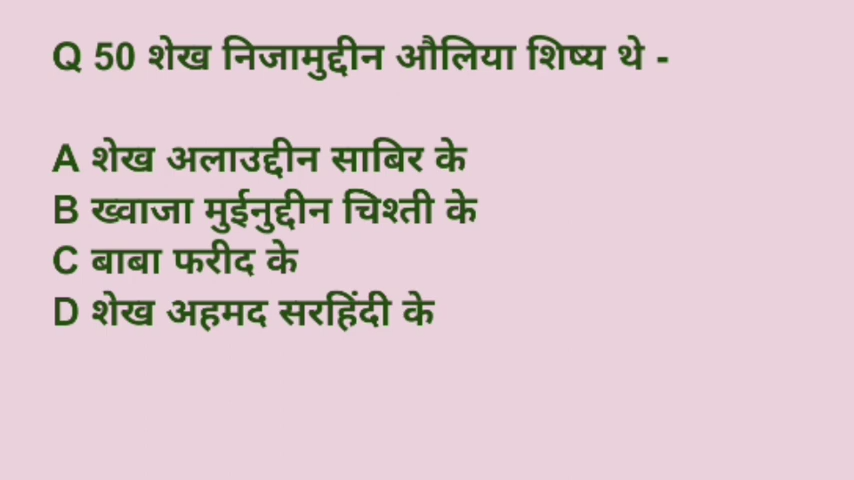 Q 50 शेख निजामुद्दीन औलिया शिष्य थे -
A शेख अलाउद्दीन साबिर के
B ख्वाजा मुईनुद्दीन चिश्ती के
C बाबा फरीद के
D शेख अहमद सरहिंदी के